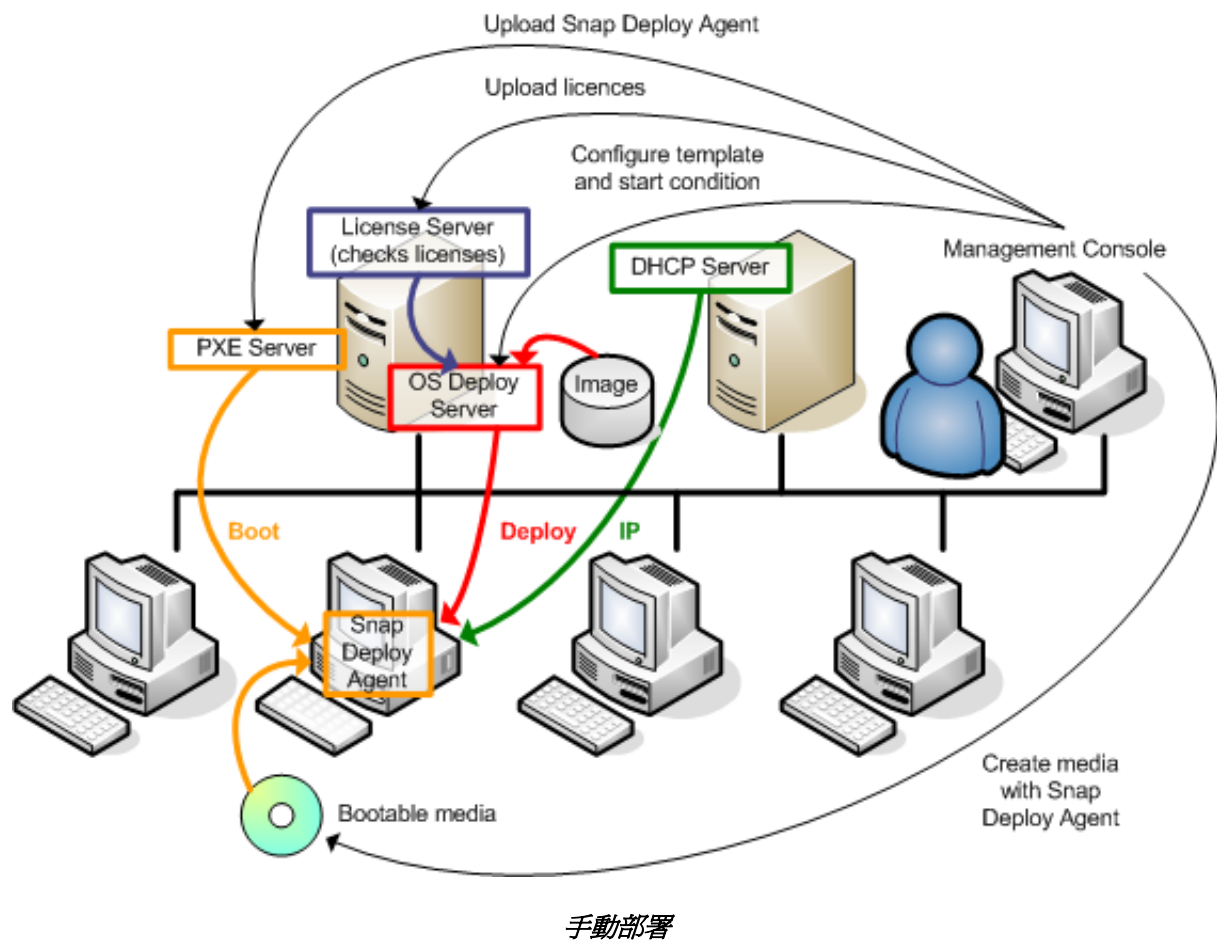 Upload Snap Deploy Agent
Upload licences
Configure template
and start condition
License Server
(checks licenses)
DHCP Server
Management Console
PXE Server
OS Deploy
Server
Image
Boot
Deploy
IP
Snap
Deploy
Agent
Create media
with Snap
Deploy Agent
Bootable media
手動部署